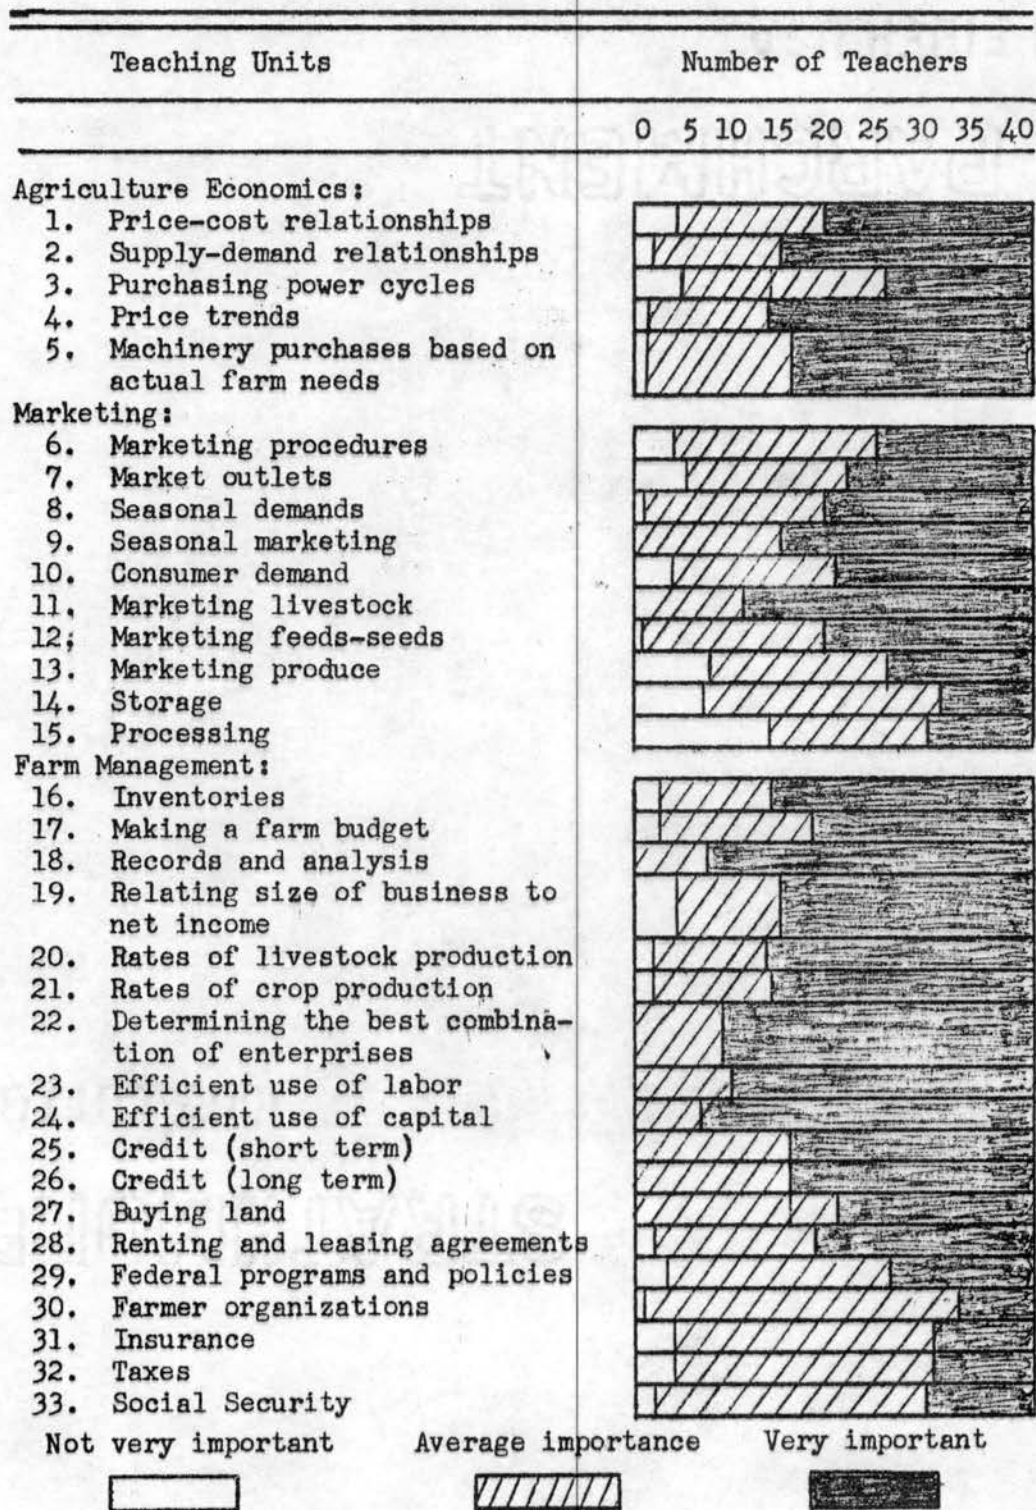 Teaching Units Number of Teachers
0 5 10 15 20 25 30 35 40
Agriculture Economics:
1. Price-cost relationships
2. Supply-demand relationships
3. Purchasing power cycles
4. Price trends
5. Machinery purchases based on
actual farm needs
Marketing:
6. Marketing procedures
7. Market outlets
8. Seasonal demands
9. Seasonal marketing
10. Consumer demand
11. Marketing livestock
12; Marketing feeds-seeds
13. Marketing produce
14. Storage
15. Processing
Farm Management:
16. Inventories
17. Making a farm budget
18. Records and analysis
19. Relating size of business to
net income
20. Rates of livestock production
21. Rates of crop production
22. Determining the best combina-
tion of enterprises
23. Efficient use of labor
24. Efficient use of capital
25. Credit (short term)
26. Credit (long term)
27. Buying land
28. Renting and leasing agreements
29. Federal programs and policies
30. Farmer organizations
31. Insurance
32. Taxes
33. Social Security
Not very important Average importance Very important